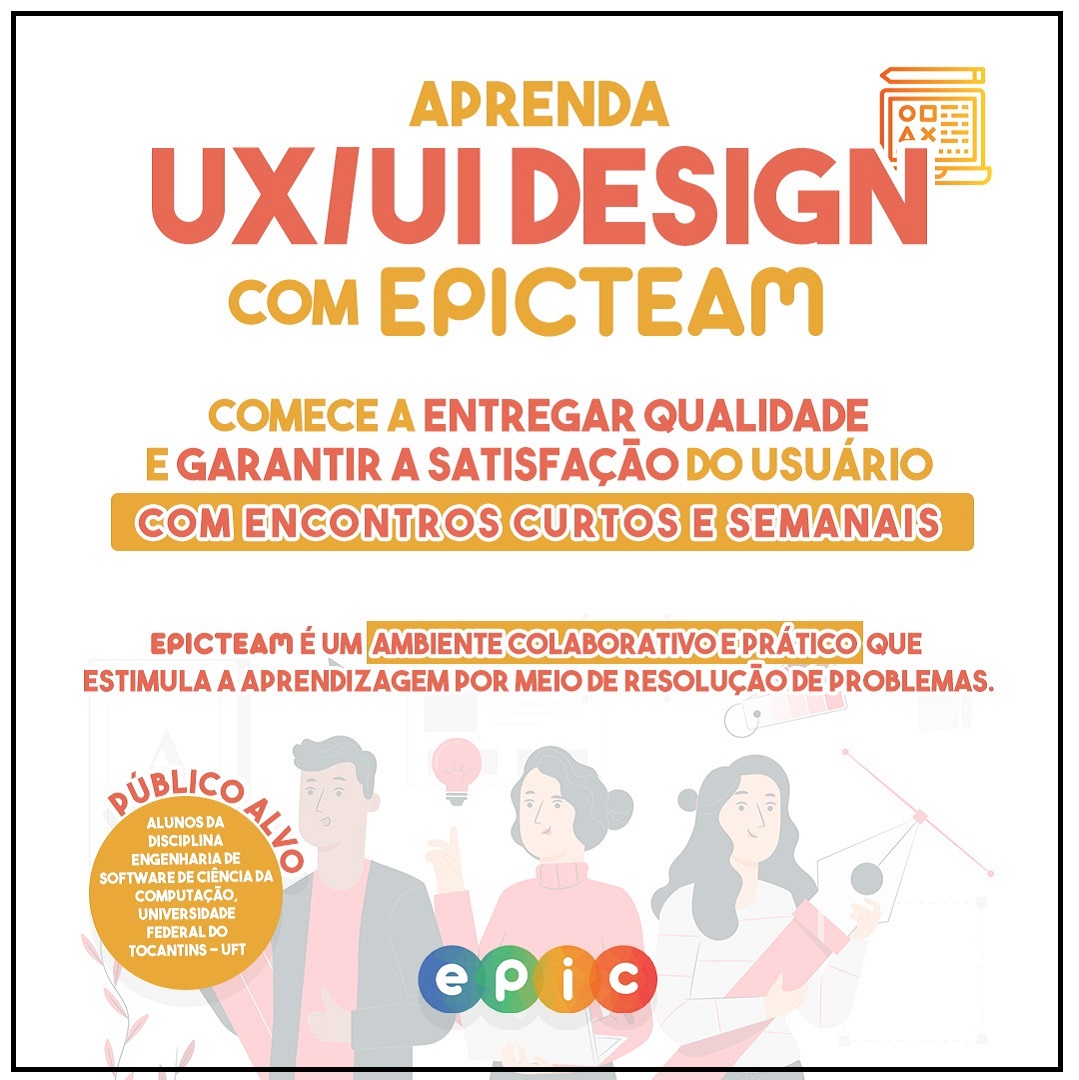 APRENDA
UX/UI DESIGN
COM EPICTEAM
COMECE A ENTREGAR QUALIDADE
E GARANTIR A SATISFAÇÃO DO USUÁRIO
COM ENCONTROS CURTOS E SEMANAIS
EPICTEAM É UM AMBIENTE COLABORATIVO E PRÁTICO QUE
ESTIMULA A APRENDIZAGEM POR MEIO DE RESOLUÇÃO DE PROBLEMAS.
PÚBLICO ALVO
ALUNOS DA
DISCIPLINA
ENGENHARIA DE
SOFTWARE DE CIÊNCIA DA
COMPUTAÇÃO,
UNIVERSIDADE
FEDERAL DO
TOCANTINS - UFT
epic